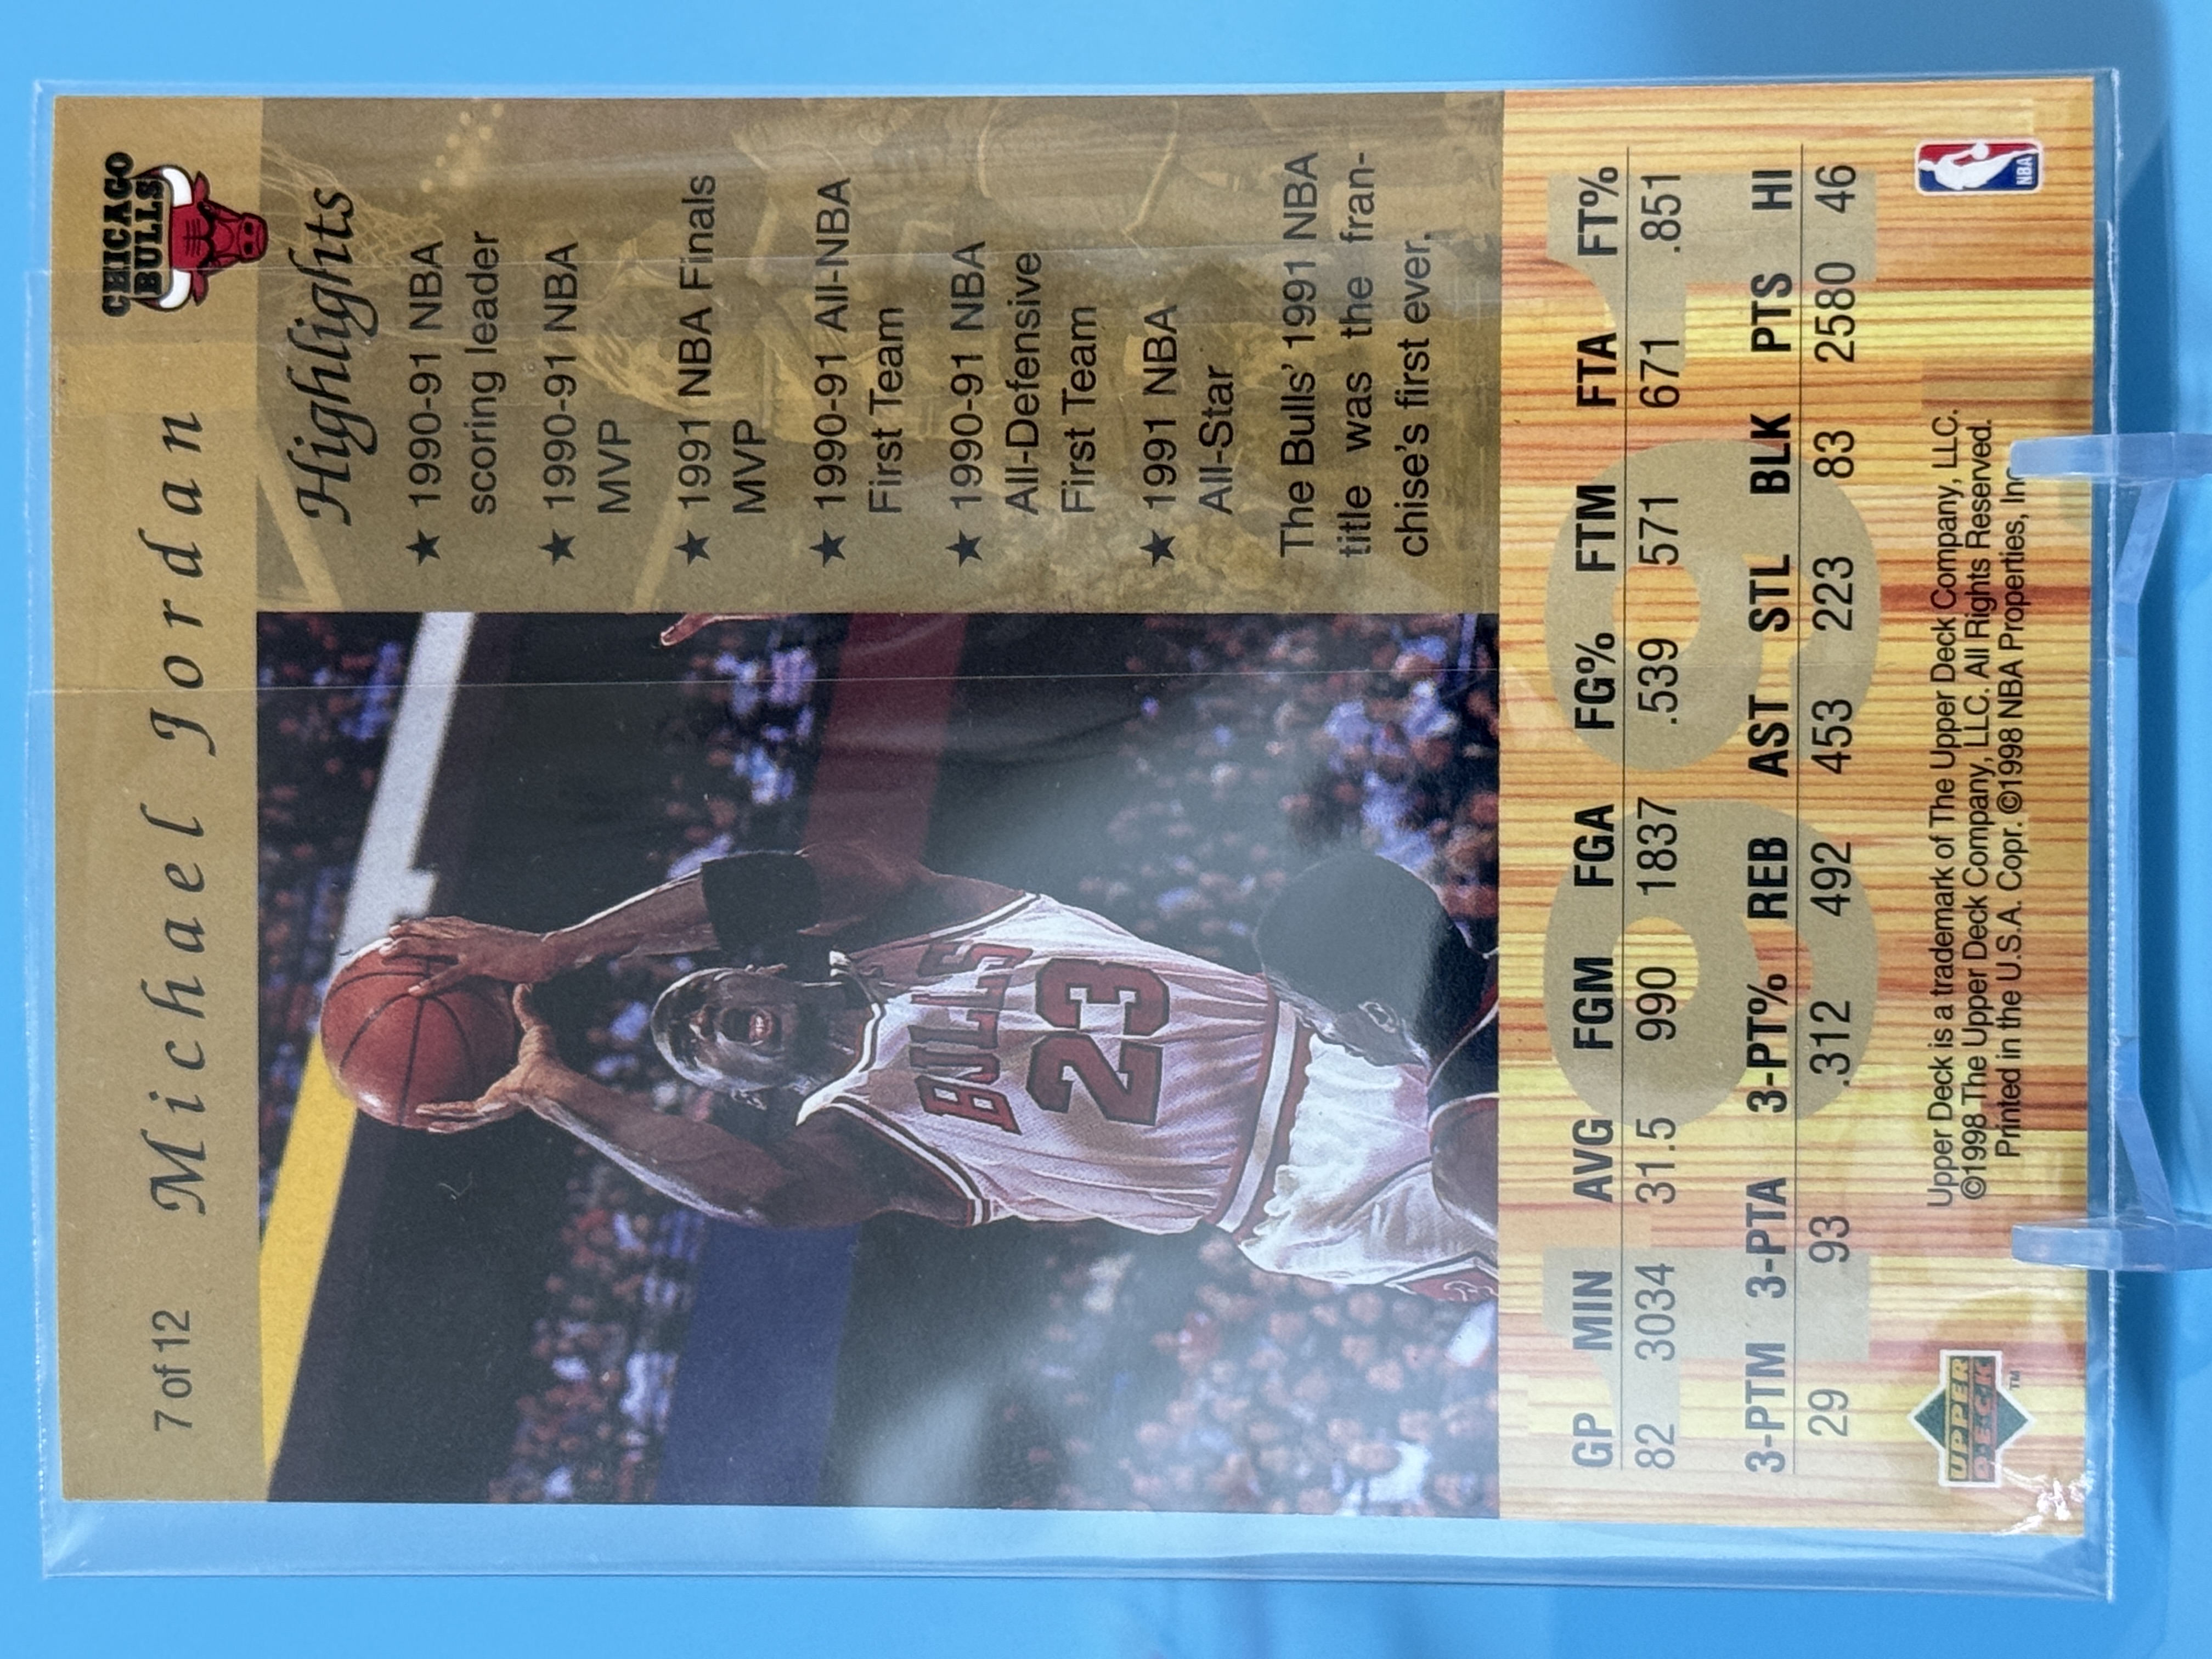 7 of 12 Michael Jordan
CHICAGO
BULLS
BULLS
23
Highlights
★ 1990-91 NBA
scoring leader
★ 1990-91 NBA
MVP
★ 1991 NBA Finals
MVP
★ 1990-91 All-NBA
First Team
★ 1990-91 NBA
All-Defensive
First Team
★ 1991 NBA
All-Star
The Bulls' 1991 NBA
title was the fran-
chise's first ever.
1991
GP MIN AVG FGM FGA FG% FTM FTA FT%
82 3034 31.5 990 1837 .539 571 671 .851
3-PTM 3-PTA 3-PT% REB AST STL BLK PTS HI
29 93 .312 492 453 223 83 2580 46
UPPER
DECK
TM
Upper Deck is a trademark of The Upper Deck Company, LLC.
©1998 The Upper Deck Company, LLC. All Rights Reserved.
Printed in the U.S.A. Copr. ©1998 NBA Properties, Inc.
NBA